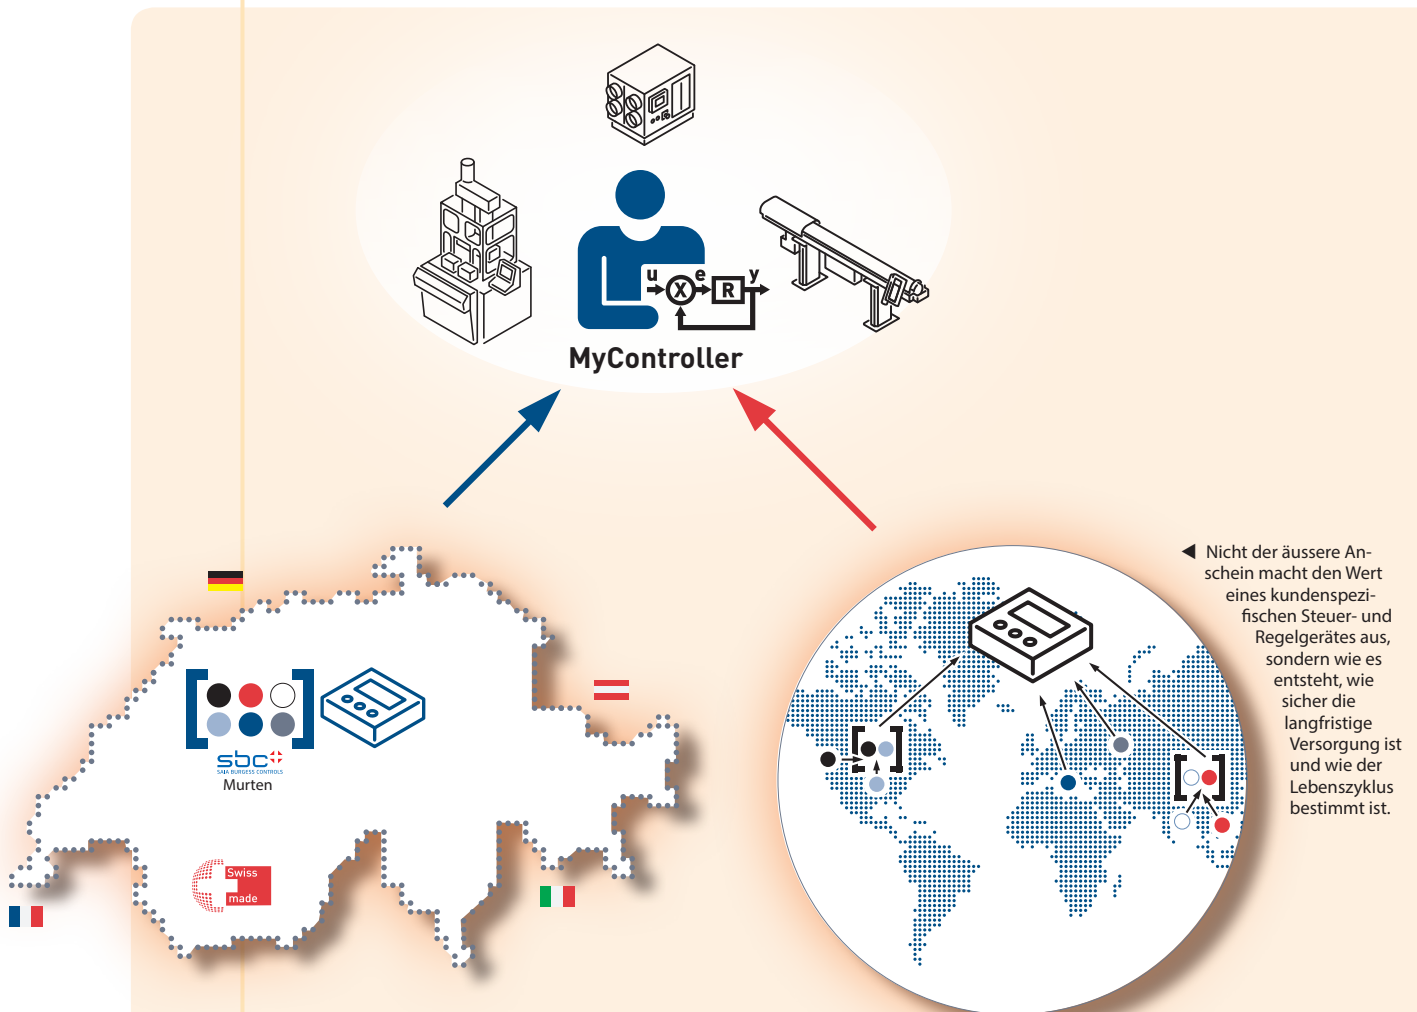 u
e
y
X
R
MyController
◀ Nicht der äussere An-
schein macht den Wert
eines kundenspezi-
fischen Steuer- und
Regelgerätes aus,
sondern wie es
entsteht, wie
sicher die
langfristige
Versorgung ist
und wie der
Lebenszyklus
bestimmt ist.
sbc
SAIA BURGESS CONTROLS
Murten
Swiss
made